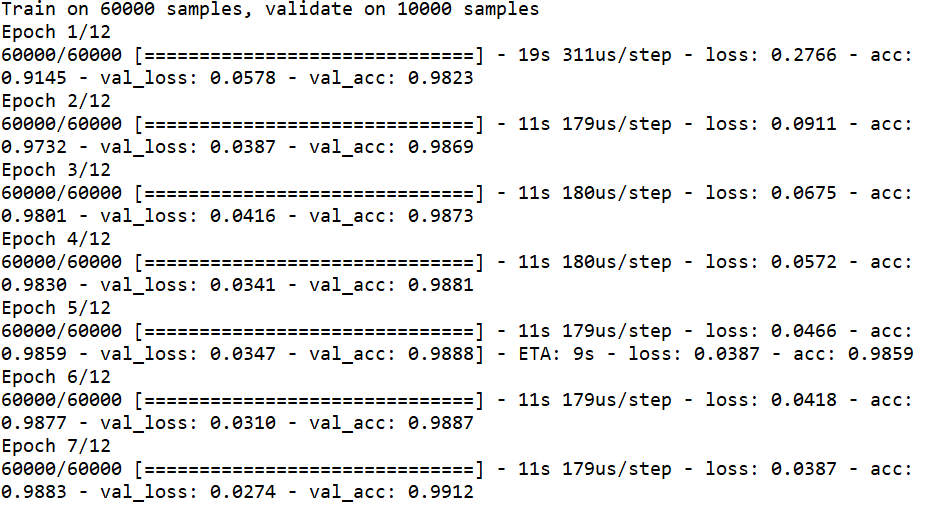 Train on 60000 samples, validate on 10000 samples
Epoch 1/12
60000/60000 [==============================] - 19s 311us/step - loss: 0.2766 - acc:
0.9145 - val_loss: 0.0578 - val_acc: 0.9823
Epoch 2/12
60000/60000 [==============================] - 11s 179us/step - loss: 0.0911 - acc:
0.9732 - val_loss: 0.0387 - val_acc: 0.9869
Epoch 3/12
60000/60000 [==============================] - 11s 180us/step - loss: 0.0675 - acc:
0.9801 - val_loss: 0.0416 - val_acc: 0.9873
Epoch 4/12
60000/60000 [==============================] - 11s 180us/step - loss: 0.0572 - acc:
0.9830 - val_loss: 0.0341 - val_acc: 0.9881
Epoch 5/12
60000/60000 [==============================] - 11s 179us/step - loss: 0.0466 - acc:
0.9859 - val_loss: 0.0347 - val_acc: 0.9888] - ETA: 9s - loss: 0.0387 - acc: 0.9859
Epoch 6/12
60000/60000 [==============================] - 11s 179us/step - loss: 0.0418 - acc:
0.9877 - val_loss: 0.0310 - val_acc: 0.9887
Epoch 7/12
60000/60000 [==============================] - 11s 179us/step - loss: 0.0387 - acc:
0.9883 - val_loss: 0.0274 - val_acc: 0.9912